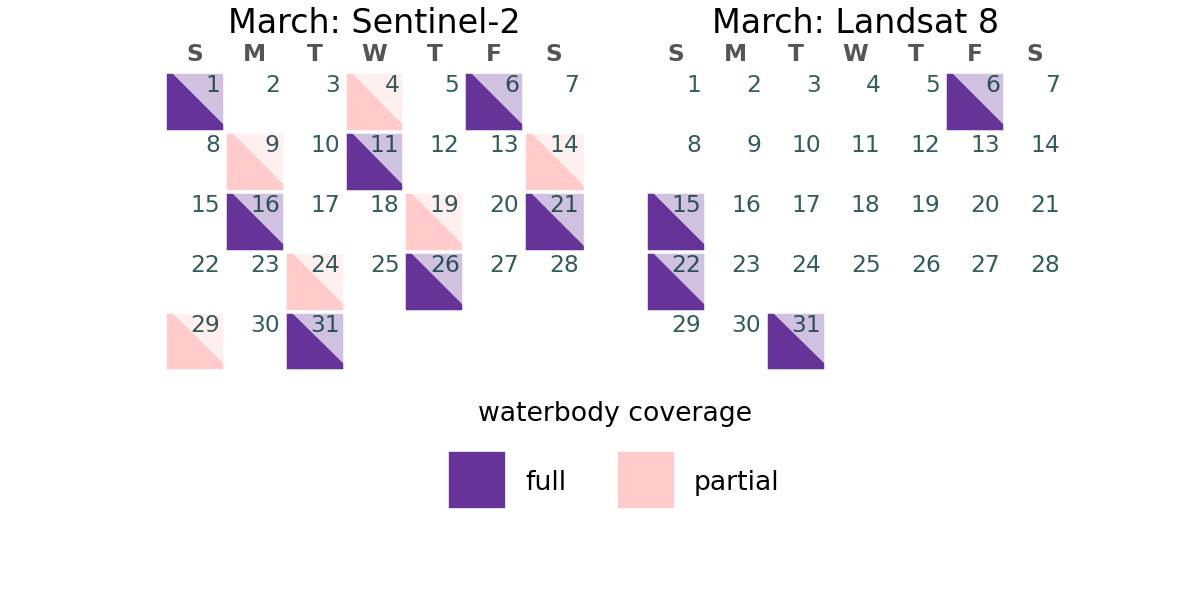 March: Sentinel-2
S M T W T F S
1 2 3 4 5 6 7
8 9 10 11 12 13 14
15 16 17 18 19 20 21
22 23 24 25 26 27 28
29 30 31
March: Landsat 8
S M T W T F S
1 2 3 4 5 6 7
8 9 10 11 12 13 14
15 16 17 18 19 20 21
22 23 24 25 26 27 28
29 30 31
waterbody coverage
full
partial